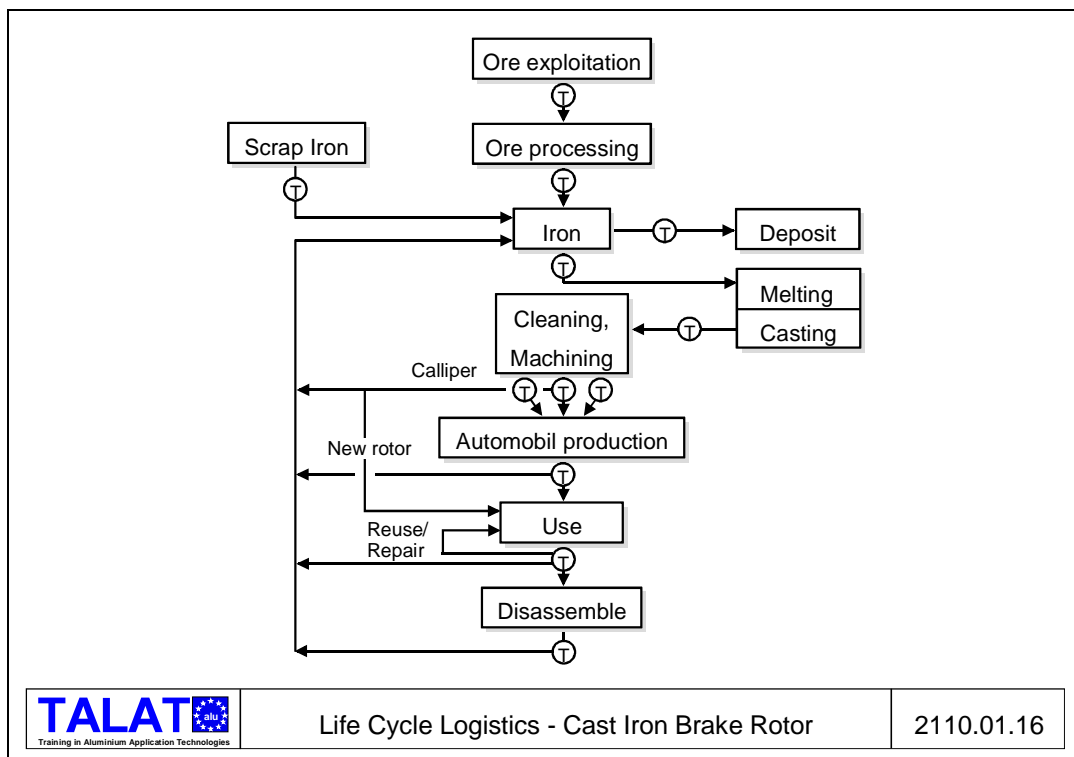 Ore exploitation
T
Scrap Iron
Ore processing
T
T
Iron
T
Deposit
T
Melting
Cleaning,
Machining
T
Casting
Calliper
T
T
T
Automobil production
New rotor
T
Use
Reuse/
Repair
T
Disassemble
T
TALAT
alu
Training in Aluminium Application Technologies
Life Cycle Logistics - Cast Iron Brake Rotor
2110.01.16